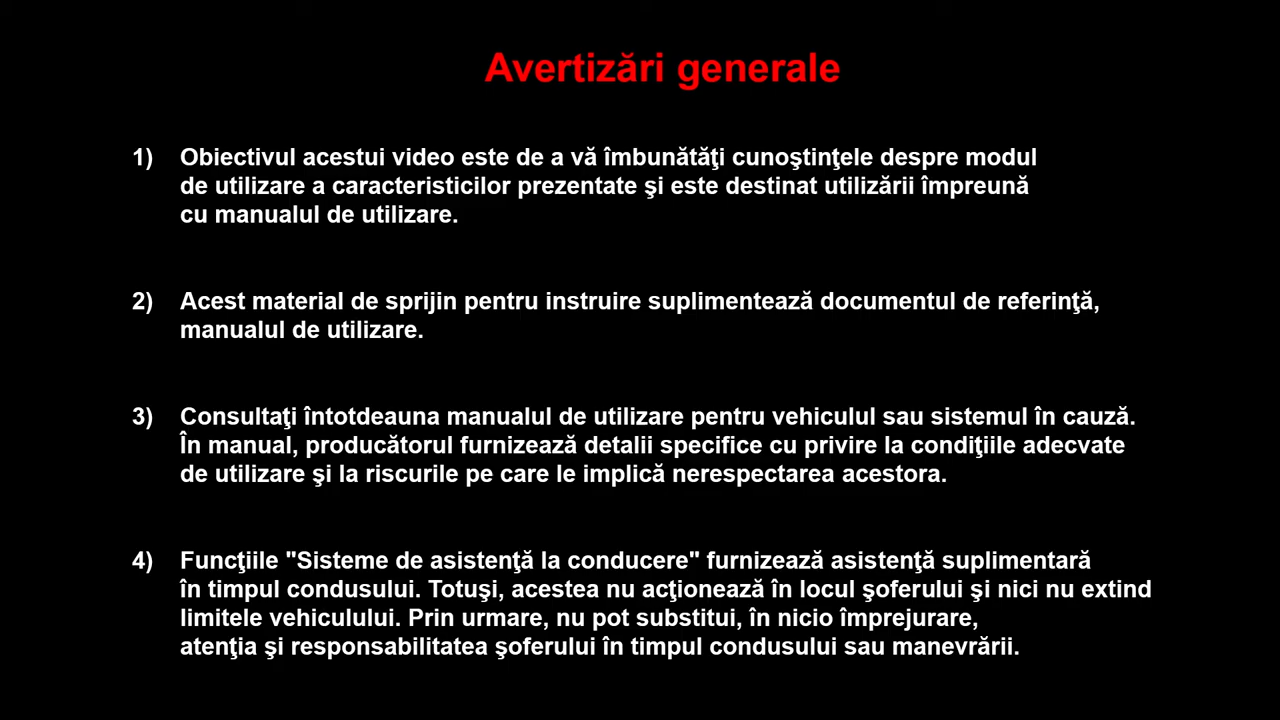 Avertizări generale
1) Obiectivul acestui video este de a vă îmbunătăţi cunoştinţele despre modul
de utilizare a caracteristicilor prezentate şi este destinat utilizării împreună
cu manualul de utilizare.
2) Acest material de sprijin pentru instruire suplimentează documentul de referinţă,
manualul de utilizare.
3) Consultaţi întotdeauna manualul de utilizare pentru vehiculul sau sistemul în cauză.
În manual, producătorul furnizează detalii specifice cu privire la condiţiile adecvate
de utilizare şi la riscurile pe care le implică nerespectarea acestora.
4) Funcţiile "Sisteme de asistenţă la conducere" furnizează asistenţă suplimentară
în timpul condusului. Totuşi, acestea nu acţionează în locul şoferului şi nici nu extind
limitele vehiculului. Prin urmare, nu pot substitui, în nicio împrejurare,
atenţia şi responsabilitatea şoferului în timpul condusului sau manevrării.